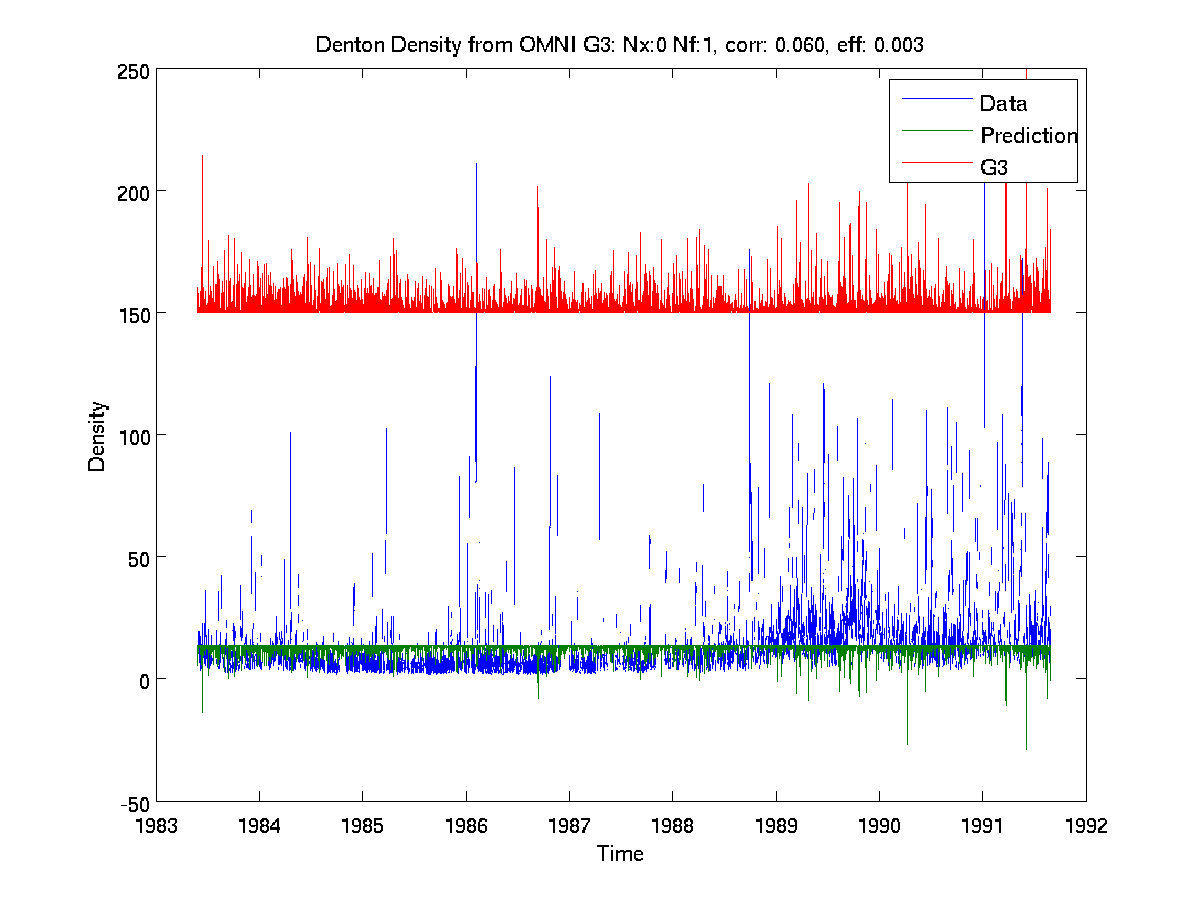 Denton Density from OMNI G3: Nx:0 Nf:1, corr: 0.060, eff: 0.003
250
200
150
100
50
0
-50
Density
Data
Prediction
G3
1983 1984 1985 1986 1987 1988 1989 1990 1991 1992
Time